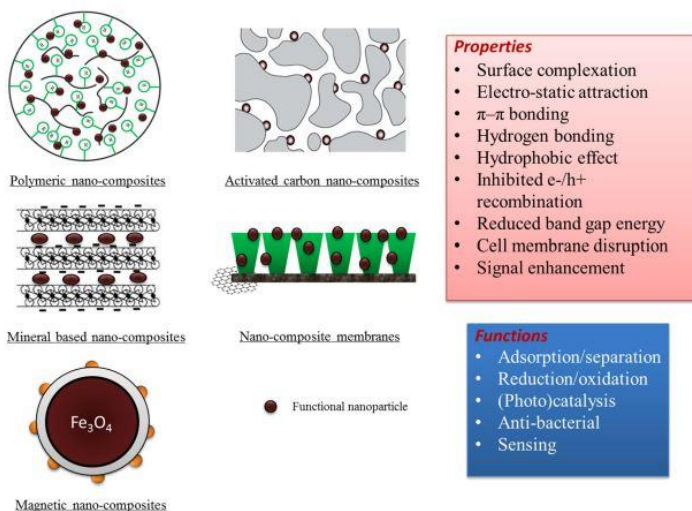 Polymeric nano-composites
Activated carbon nano-composites
Mineral based nano-composites
Nano-composite membranes
Fe₃O₄
Functional nanoparticle
Magnetic nano-composites
Properties
• Surface complexation
• Electro-static attraction
• π–π bonding
• Hydrogen bonding
• Hydrophobic effect
• Inhibited e-/h+
recombination
• Reduced band gap energy
• Cell membrane disruption
• Signal enhancement
Functions
• Adsorption/separation
• Reduction/oxidation
• (Photo)catalysis
• Anti-bacterial
• Sensing